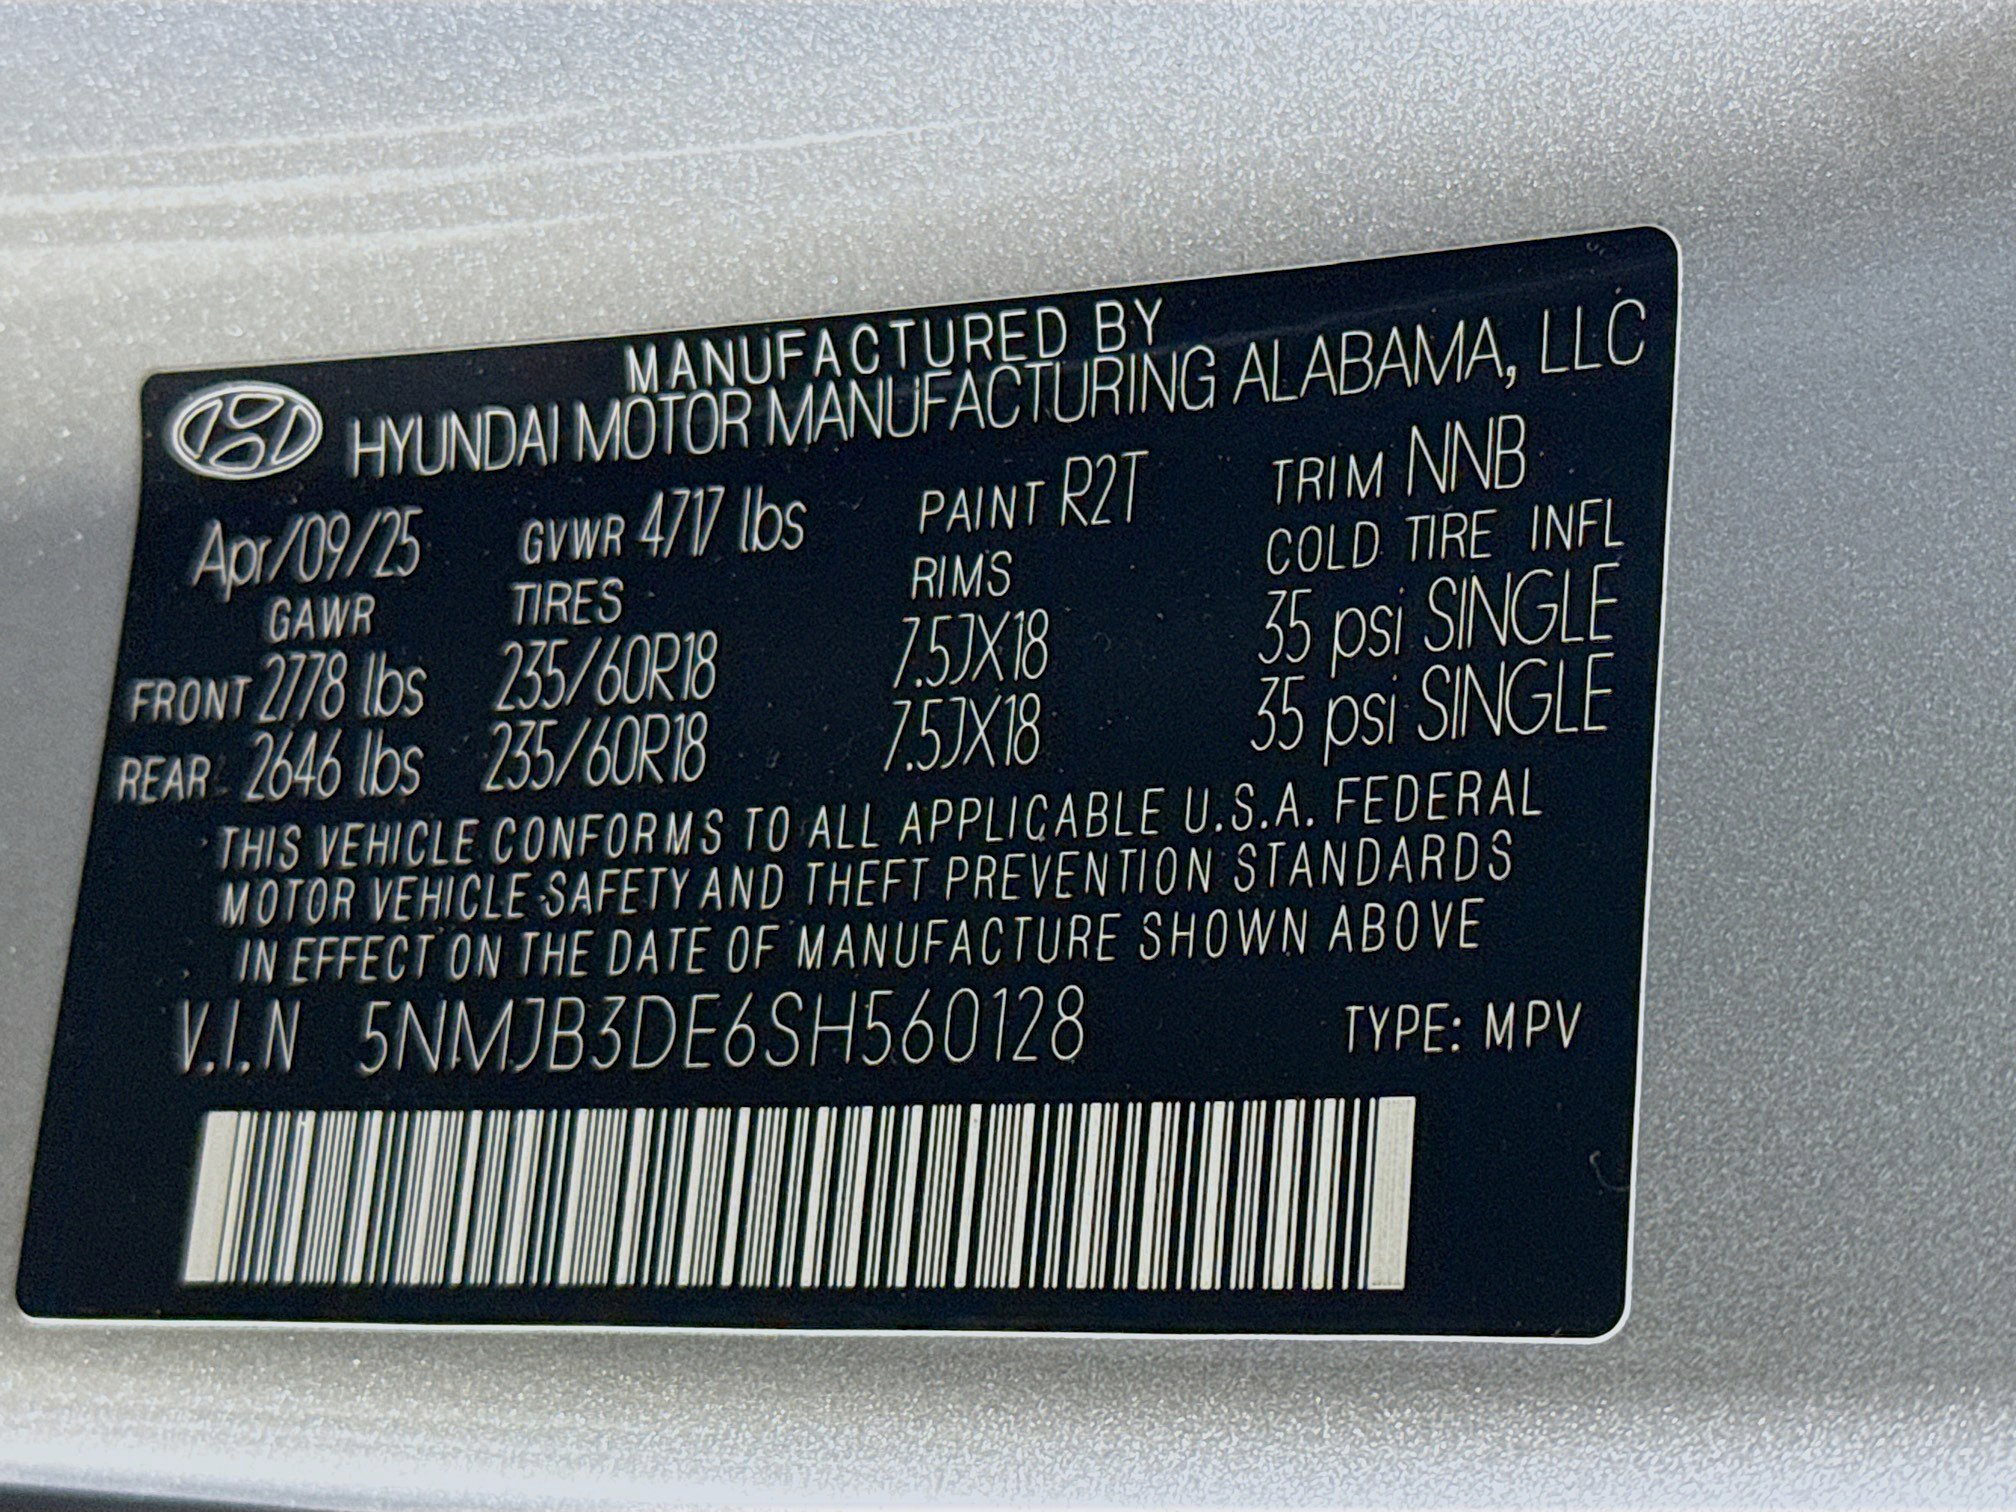 MANUFACTURED BY
HYUNDAI MOTOR MANUFACTURING ALABAMA, LLC
Apr/09/25 GVWR 4717 lbs PAINT R2T TRIM NNB
GAWR TIRES RIMS COLD TIRE INFL
FRONT 2778 lbs 235/60R18 7.5JX18 35 psi SINGLE
REAR 2646 lbs 235/60R18 7.5JX18 35 psi SINGLE
THIS VEHICLE CONFORMS TO ALL APPLICABLE U.S.A. FEDERAL
MOTOR VEHICLE SAFETY AND THEFT PREVENTION STANDARDS
IN EFFECT ON THE DATE OF MANUFACTURE SHOWN ABOVE
V.I.N 5NMJB3DE6SH560128 TYPE: MPV